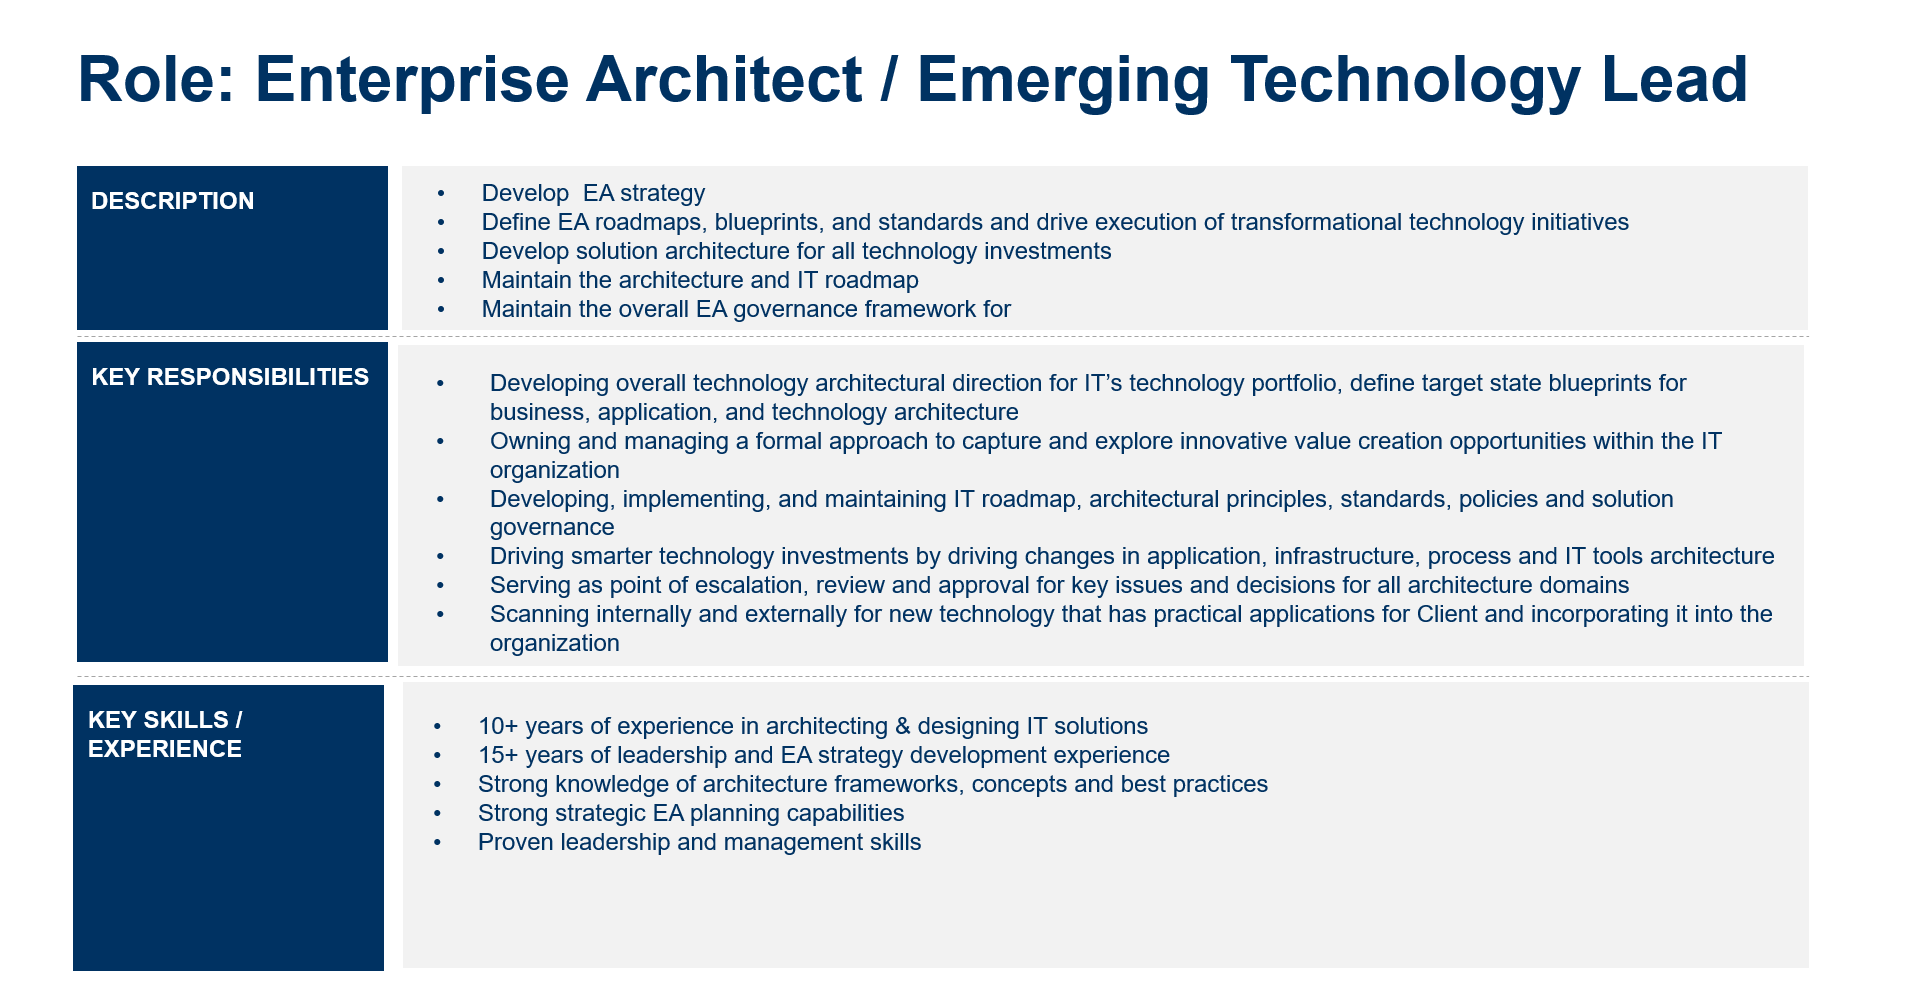 Role: Enterprise Architect / Emerging Technology Lead
DESCRIPTION
• Develop  EA strategy
• Define EA roadmaps, blueprints, and standards and drive execution of transformational technology initiatives
• Develop solution architecture for all technology investments
• Maintain the architecture and IT roadmap
• Maintain the overall EA governance framework for
KEY RESPONSIBILITIES
• Developing overall technology architectural direction for IT’s technology portfolio, define target state blueprints for
business, application, and technology architecture
• Owning and managing a formal approach to capture and explore innovative value creation opportunities within the IT
organization
• Developing, implementing, and maintaining IT roadmap, architectural principles, standards, policies and solution
governance
• Driving smarter technology investments by driving changes in application, infrastructure, process and IT tools architecture
• Serving as point of escalation, review and approval for key issues and decisions for all architecture domains
• Scanning internally and externally for new technology that has practical applications for Client and incorporating it into the
organization
KEY SKILLS /
EXPERIENCE
• 10+ years of experience in architecting & designing IT solutions
• 15+ years of leadership and EA strategy development experience
• Strong knowledge of architecture frameworks, concepts and best practices
• Strong strategic EA planning capabilities
• Proven leadership and management skills